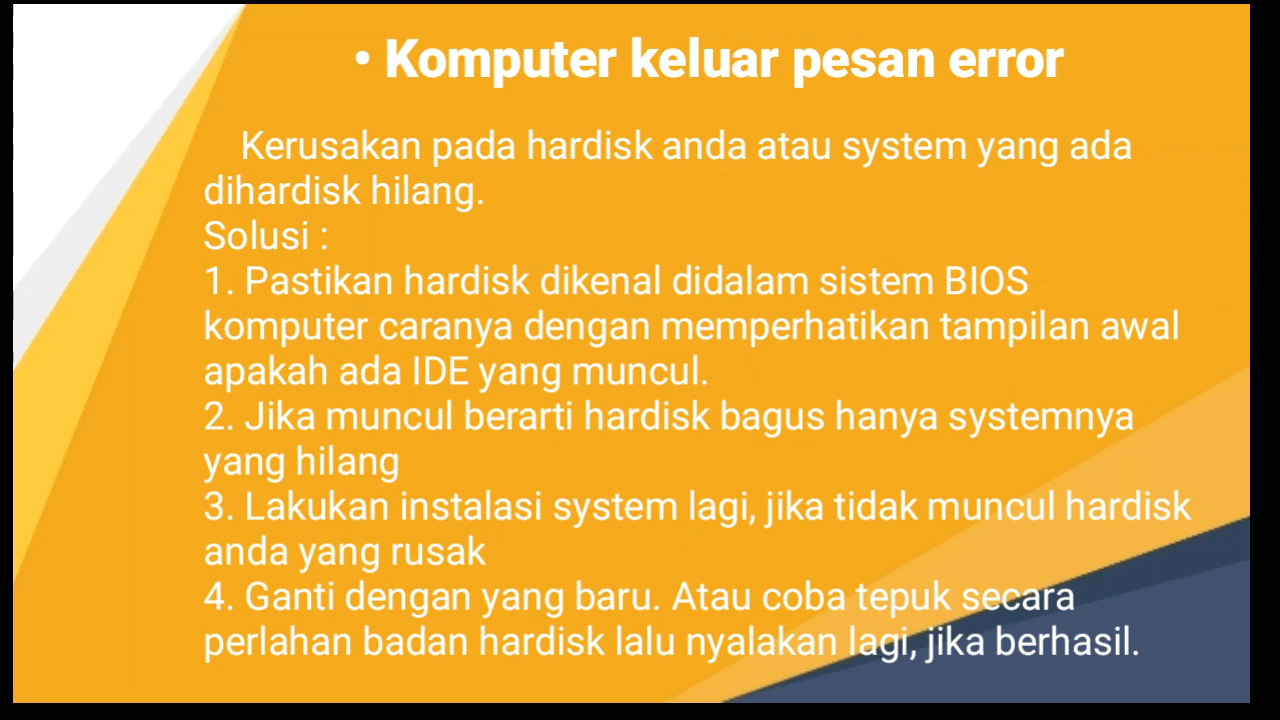 • Komputer keluar pesan error
Kerusakan pada hardisk anda atau system yang ada
dihardisk hilang.
Solusi :
1. Pastikan hardisk dikenal didalam sistem BIOS
komputer caranya dengan memperhatikan tampilan awal
apakah ada IDE yang muncul.
2. Jika muncul berarti hardisk bagus hanya systemnya
yang hilang
3. Lakukan instalasi system lagi, jika tidak muncul hardisk
anda yang rusak
4. Ganti dengan yang baru. Atau coba tepuk secara
perlahan badan hardisk lalu nyalakan lagi, jika berhasil.